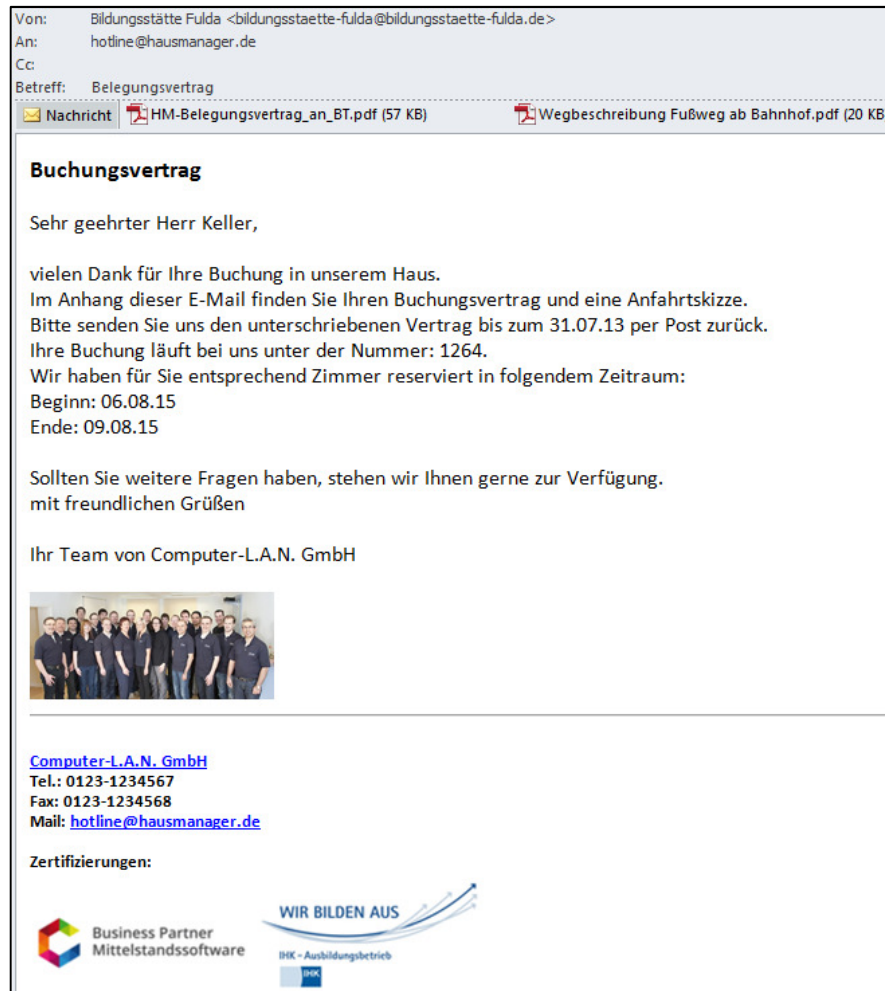 Von: Bildungsstätte Fulda <bildungsstaette-fulda@bildungsstaette-fulda.de>
An: hotline@hausmanager.de
Cc:
Betreff: Belegungsvertrag
Nachricht HM-Belegungsvertrag_an_BT.pdf (57 KB) Wegbeschreibung Fußweg ab Bahnhof.pdf (20 KB
Buchungsvertrag
Sehr geehrter Herr Keller,
vielen Dank für Ihre Buchung in unserem Haus.
Im Anhang dieser E-Mail finden Sie Ihren Buchungsvertrag und eine Anfahrtskizze.
Bitte senden Sie uns den unterschriebenen Vertrag bis zum 31.07.13 per Post zurück.
Ihre Buchung läuft bei uns unter der Nummer: 1264.
Wir haben für Sie entsprechend Zimmer reserviert in folgendem Zeitraum:
Beginn: 06.08.15
Ende: 09.08.15
Sollten Sie weitere Fragen haben, stehen wir Ihnen gerne zur Verfügung.
mit freundlichen Grüßen
Ihr Team von Computer-L.A.N. GmbH
Computer-L.A.N. GmbH
Tel.: 0123-1234567
Fax: 0123-1234568
Mail: hotline@hausmanager.de
Zertifizierungen:
Business Partner
Mittelstandssoftware
WIR BILDEN AUS
IHK - Ausbildungsbetrieb
IHK